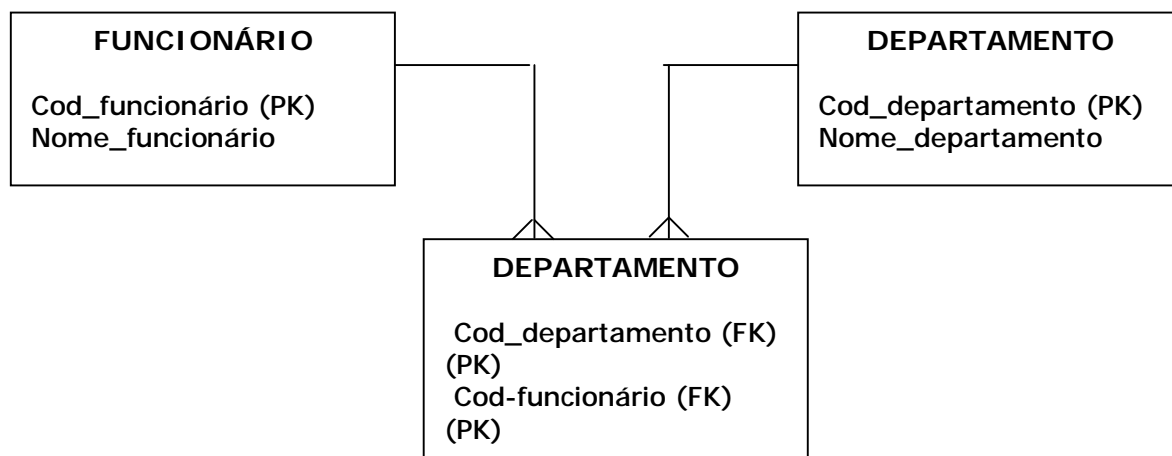 FUNCIONÁRIO
Cod_funcionário (PK)
Nome_funcionário
DEPARTAMENTO
Cod_departamento (PK)
Nome_departamento
DEPARTAMENTO
Cod_departamento (FK)
(PK)
Cod-funcionário (FK)
(PK)